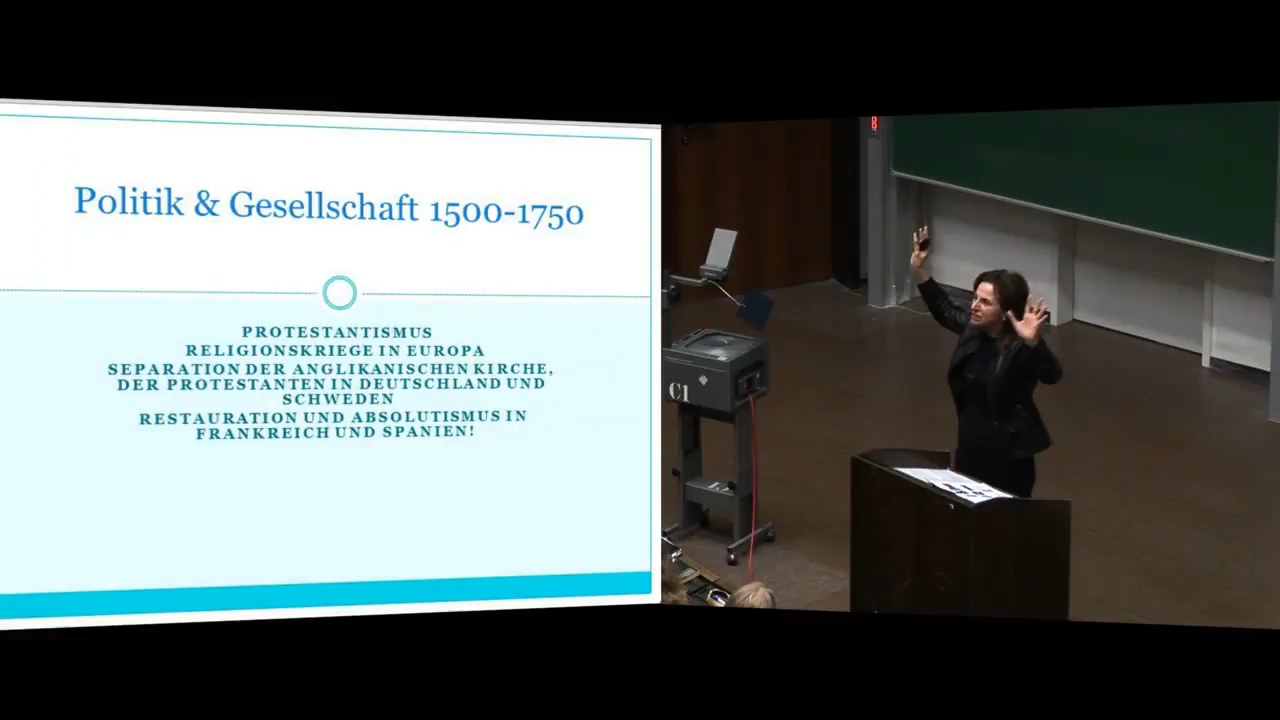 Politik & Gesellschaft 1500-1750
PROTESTANTISMUS
RELIGIONSKRIEGE IN EUROPA
SEPARATION DER ANGLIKANISCHEN KIRCHE,
DER PROTESTANTEN IN DEUTSCHLAND UND
SCHWEDEN
RESTAURATION UND ABSOLUTISMUS IN
FRANKREICH UND SPANIEN!
C1